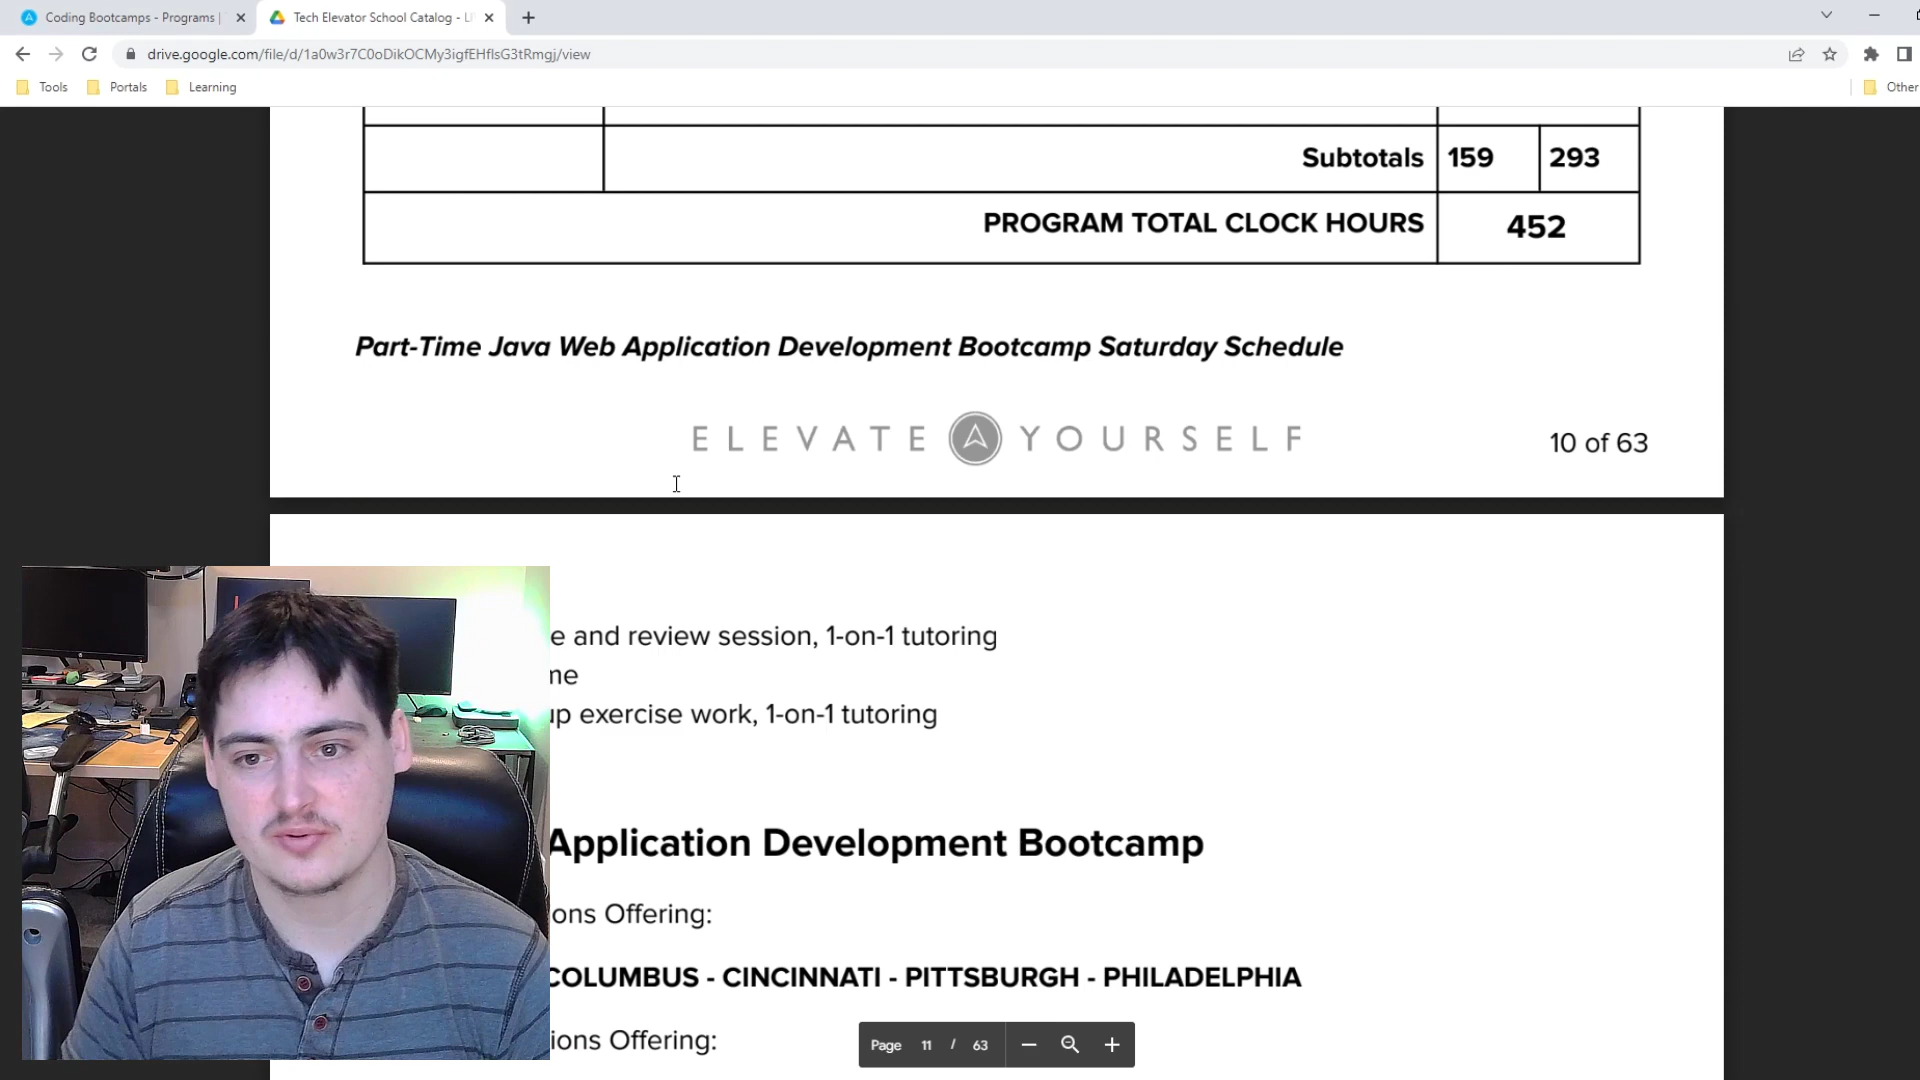 Coding Bootcamps - Programs |
Tech Elevator School Catalog - LI
drive.google.com/file/d/1a0w3r7C0oDikOCMy3igfEHflsG3tRmgj/view
Tools
Portals
Learning
Other
Subtotals 159 293
PROGRAM TOTAL CLOCK HOURS 452
Part-Time Java Web Application Development Bootcamp Saturday Schedule
ELEVATE YOURSELF
10 of 63
and review session, 1-on-1 tutoring
exercise work, 1-on-1 tutoring
Application Development Bootcamp
Offering:
COLUMBUS - CINCINNATI - PITTSBURGH - PHILADELPHIA
Offering:
Page 11 / 63